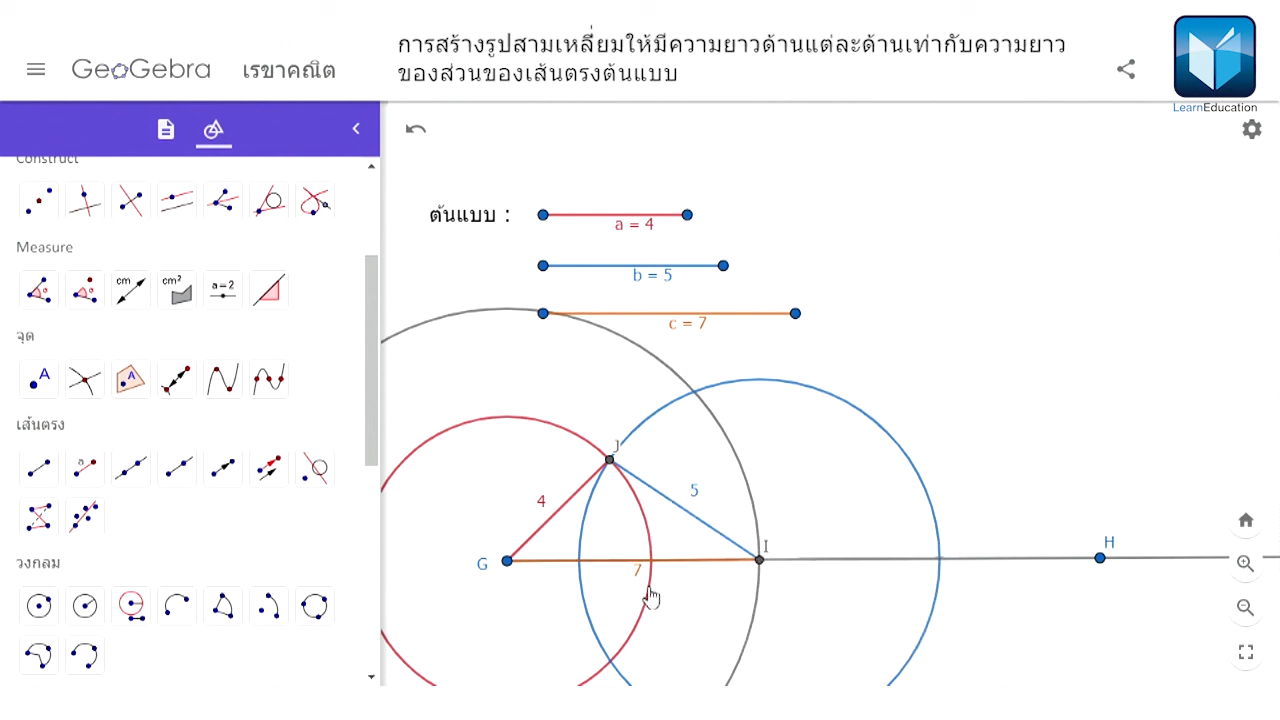 GeoGebra เรขาคณิต
การสร้างรูปสามเหลี่ยมให้มีความยาวด้านแต่ละด้านเท่ากับความยาว
ของส่วนของเส้นตรงต้นแบบ
LearnEducation
Construct
Measure
cm
cm²
a=2
จุด
A
A
เส้นตรง
a
วงกลม
ต้นแบบ :
a = 4
b = 5
c = 7
J
4
5
I
H
G
7